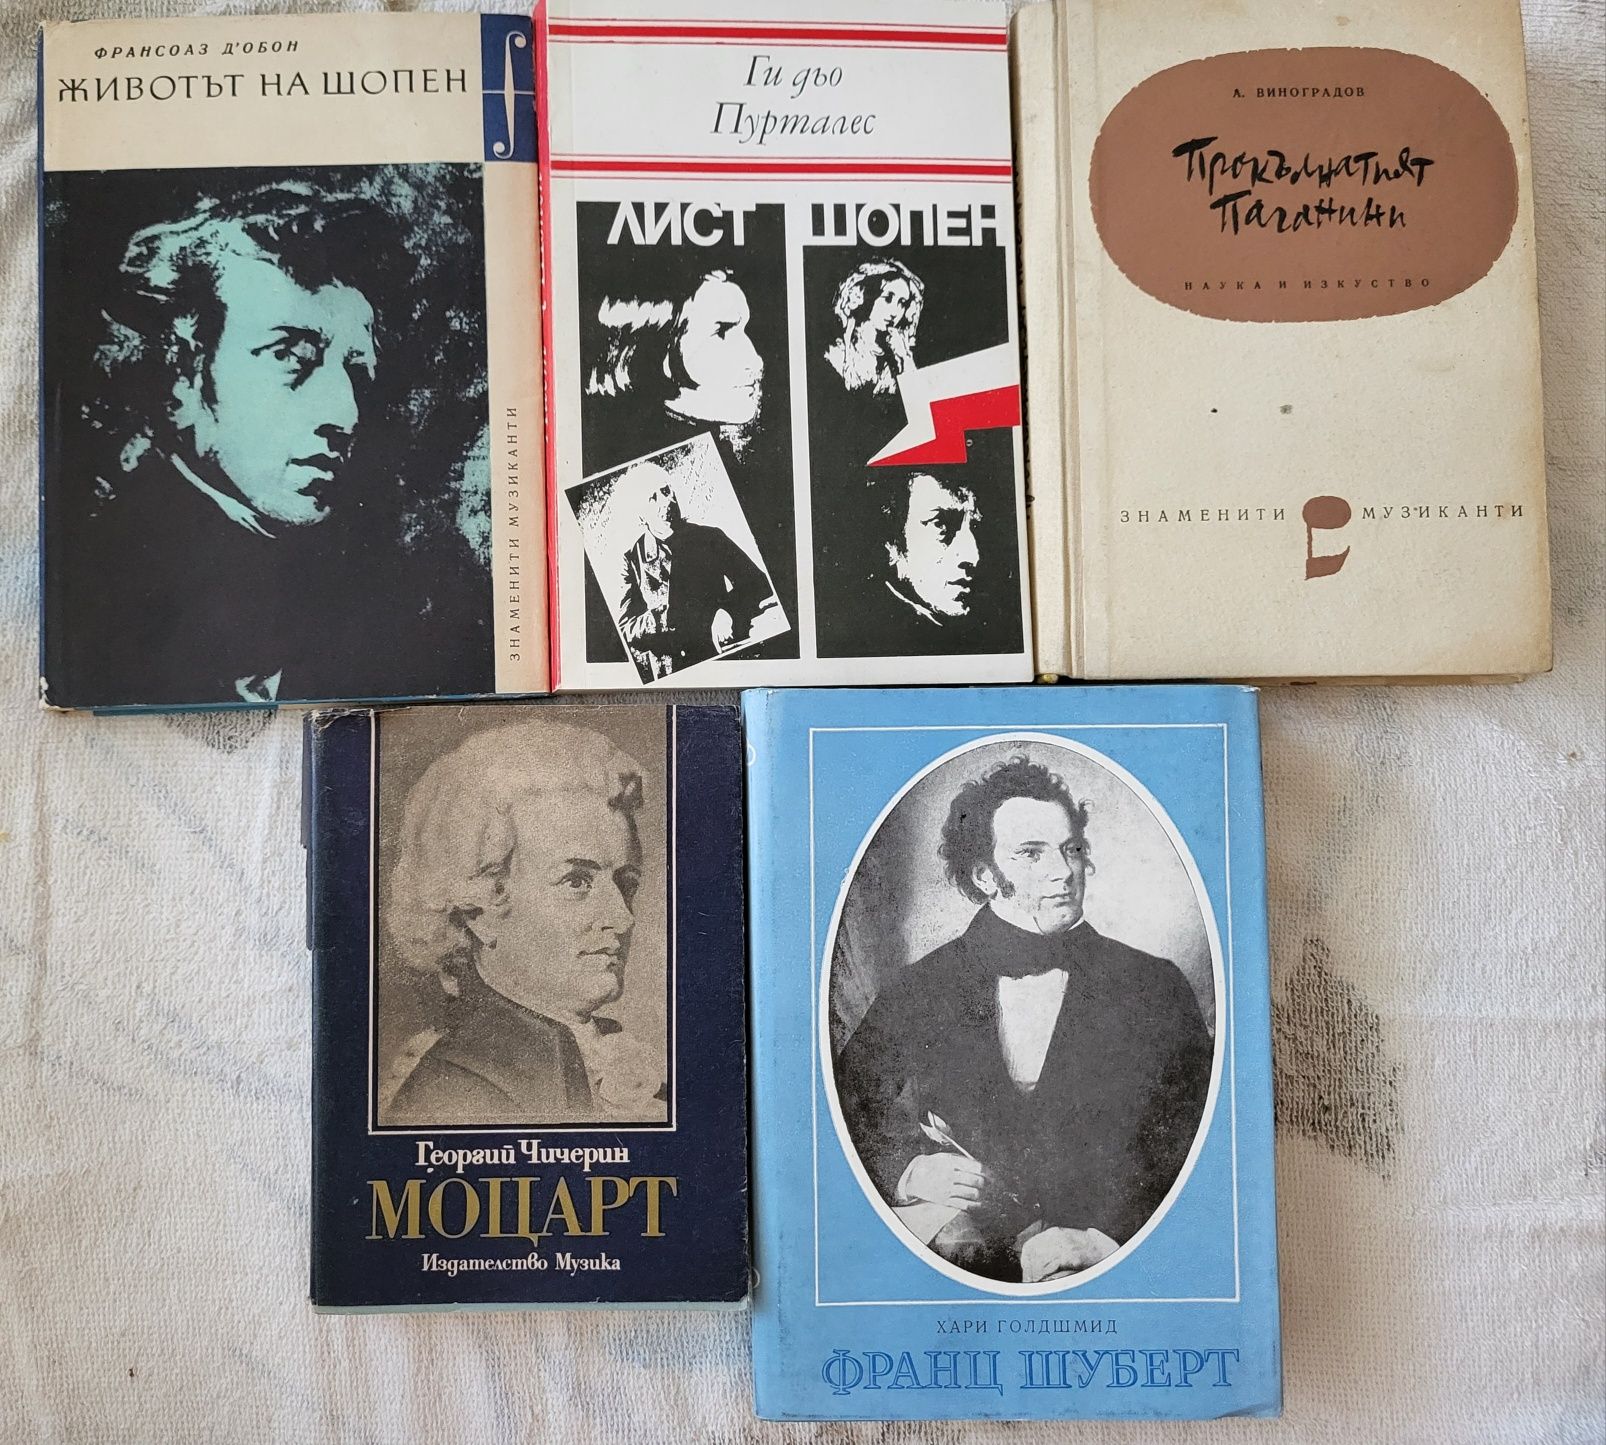 ФРАНСОАЗ Д'ОБОН
ЖИВОТЪТ НА ШОПЕН
ЗНАМЕНИТИ МУЗИКАНТИ
Ги дьо
Пурталес
ЛИСТ ШОПЕН
А. ВИНОГРАДОВ
Прокълнатият
Паганини
НАУКА И ИЗКУСТВО
ЗНАМЕНИТИ МУЗИКАНТИ
Георгий Чичерин
МОЦАРТ
Издателство Музика
ХАРИ ГОЛДШМИД
ФРАНЦ ШУБЕРТ